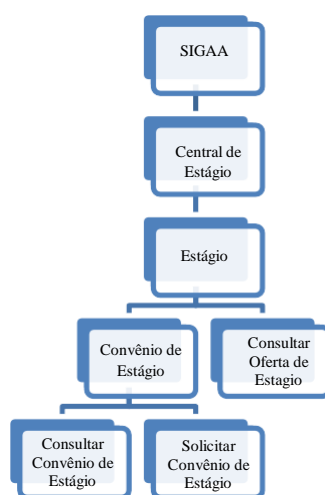 SIGAA
Central de
Estágio
Estágio
Convênio de
Estágio
Consultar
Oferta de
Estagio
Consultar
Convênio de
Estágio
Solicitar
Convênio de
Estágio